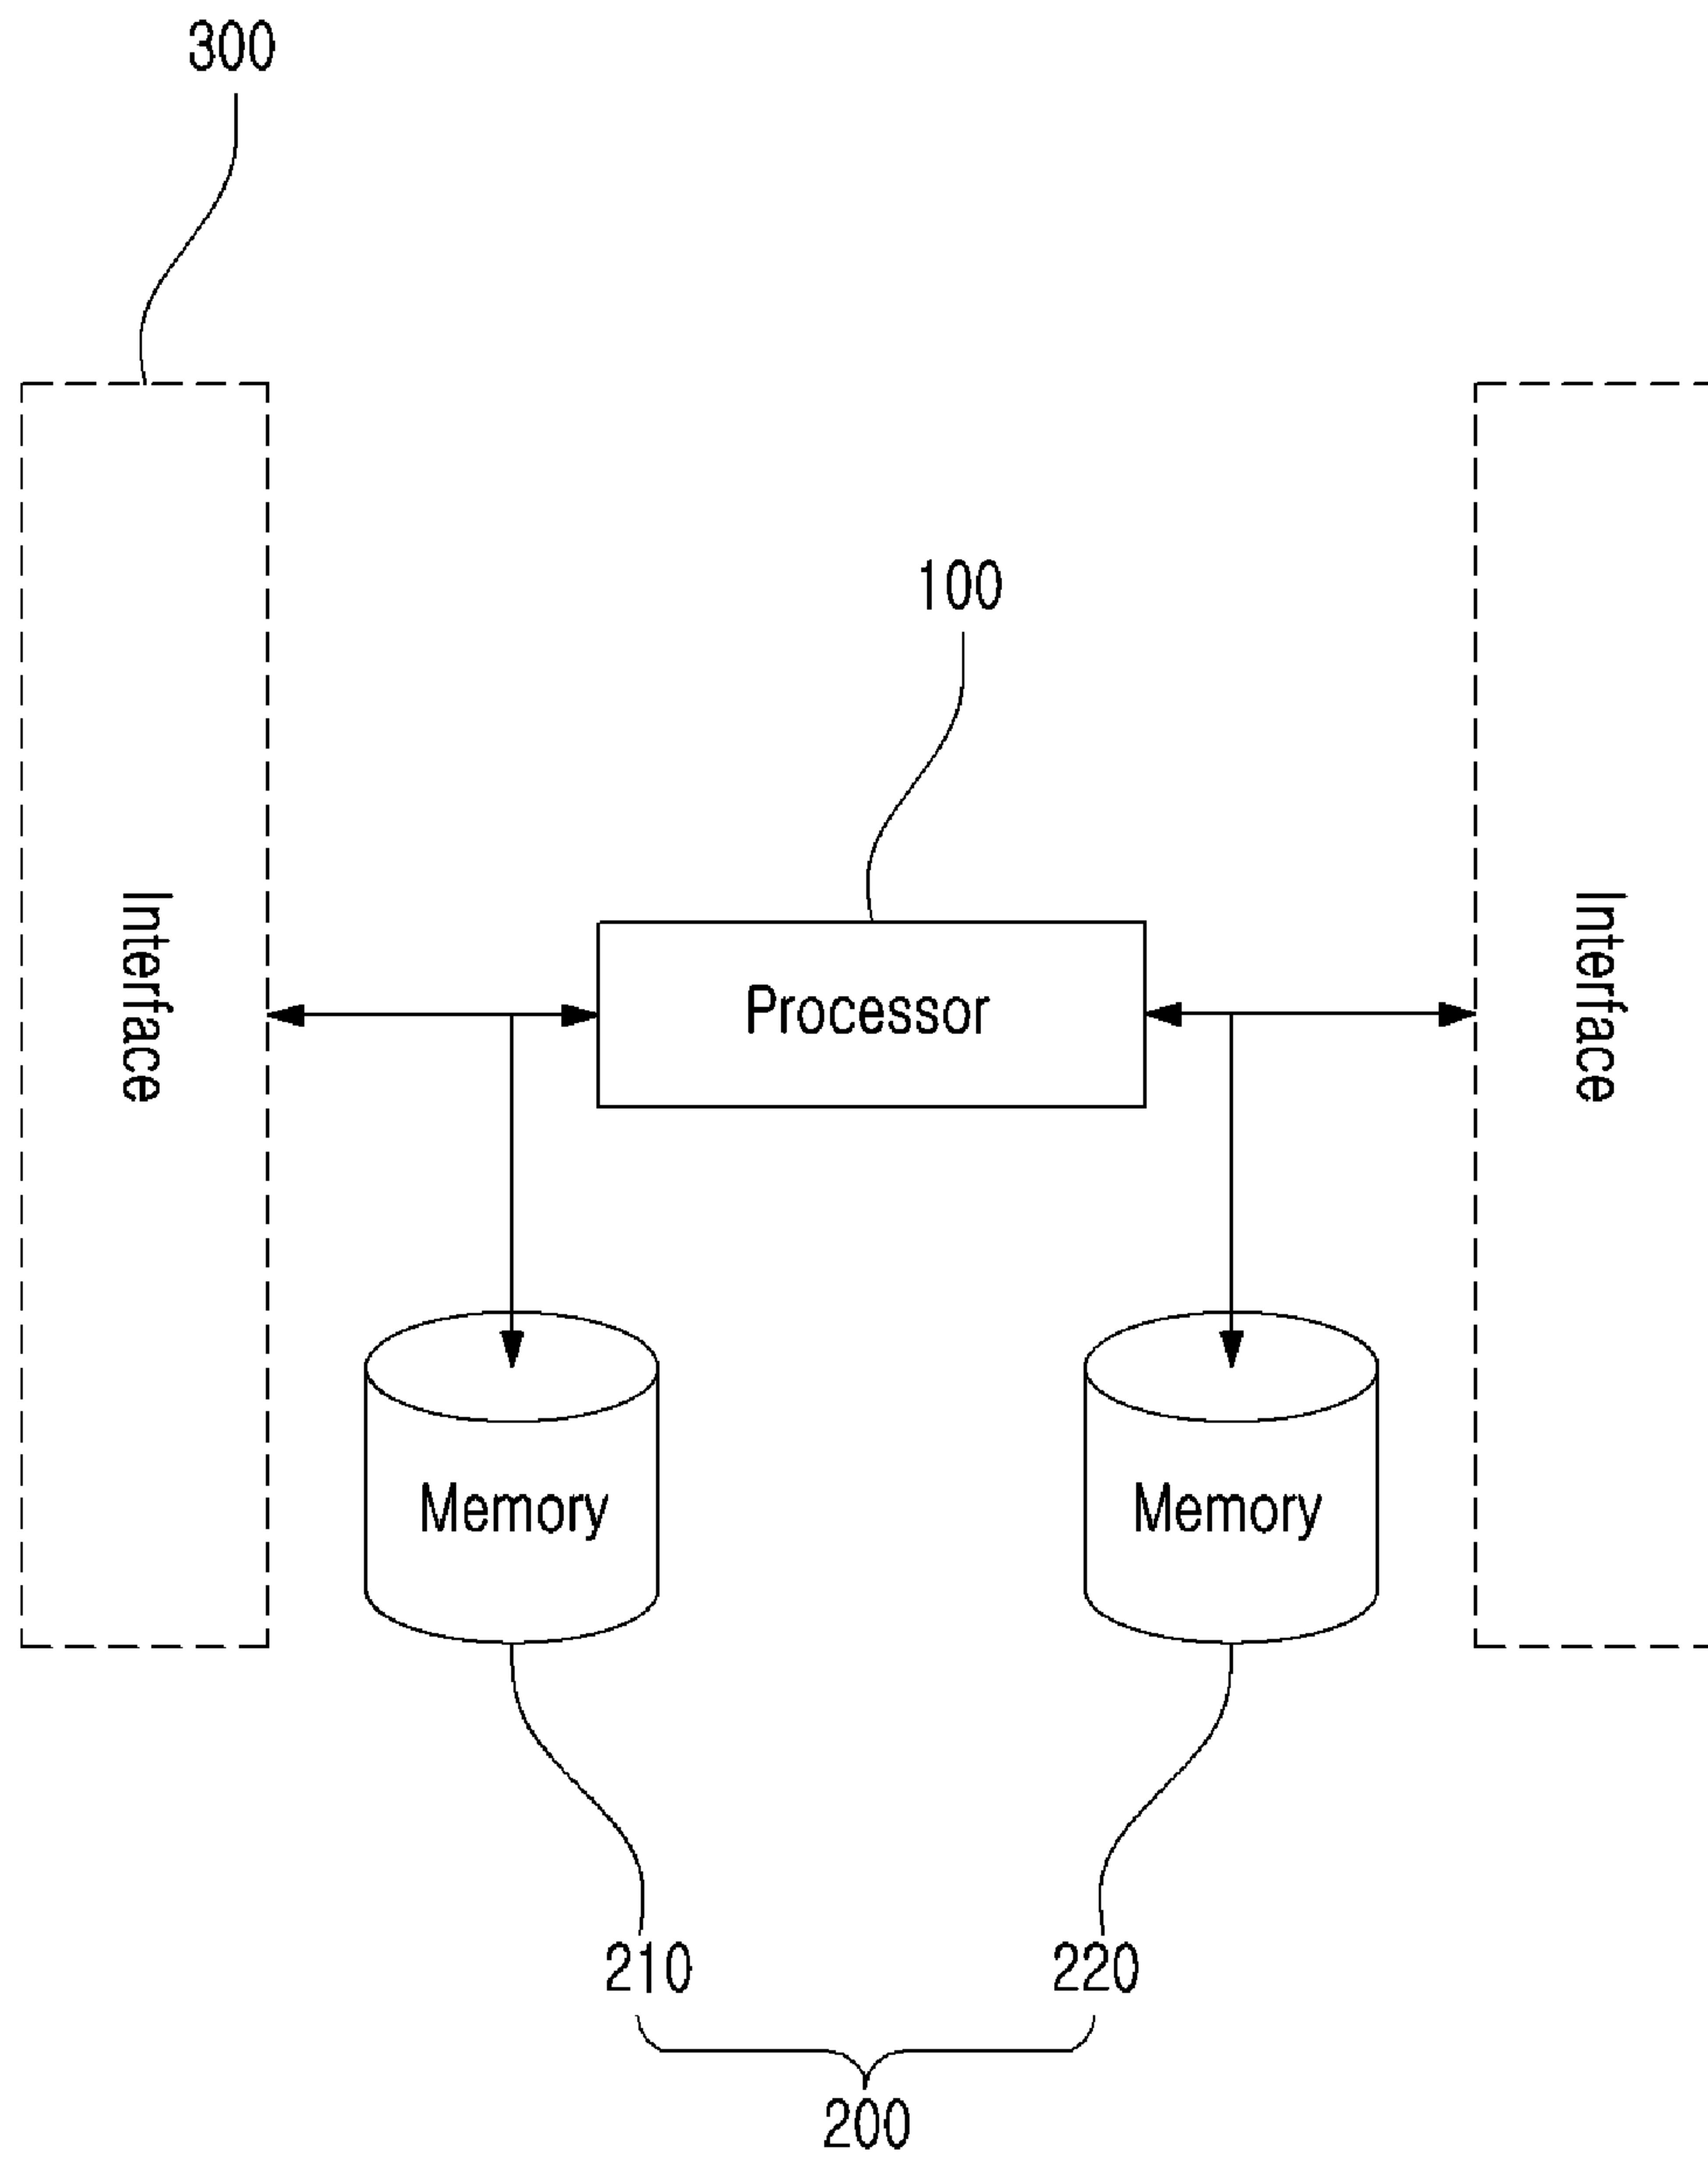 300
100
Interface
Processor
Interface
Memory
Memory
210
220
200